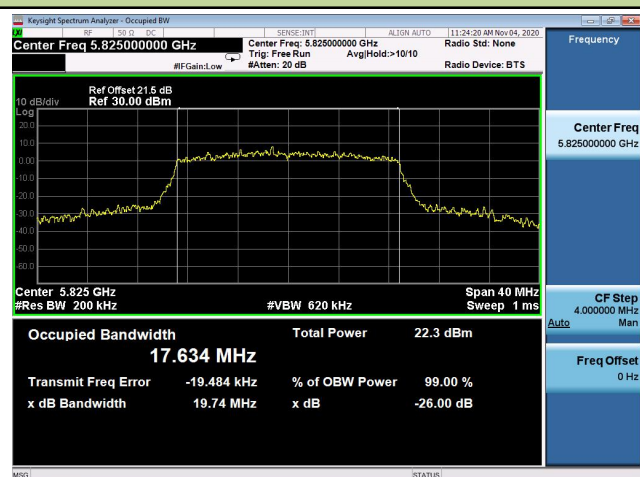 Keysight Spectrum Analyzer - Occupied BW
RF 50 Ω DC SENSE:INT ALIGN AUTO 11:24:20 AM Nov 04, 2020
Center Freq 5.825000000 GHz Center Freq: 5.825000000 GHz Radio Std: None
Trig: Free Run Avg|Hold:>10/10
#IFGain:Low #Atten: 20 dB Radio Device: BTS
Ref Offset 21.5 dB
10 dB/div Ref 30.00 dBm
Log
20.0
10.0
0.00
-10.0
-20.0
-30.0
-40.0
-50.0
-60.0
Center 5.825 GHz Span 40 MHz
#Res BW 200 kHz #VBW 620 kHz Sweep 1 ms
Occupied Bandwidth Total Power 22.3 dBm
17.634 MHz
Transmit Freq Error -19.484 kHz % of OBW Power 99.00 %
x dB Bandwidth 19.74 MHz x dB -26.00 dB
MSG STATUS
Frequency
Center Freq
5.825000000 GHz
CF Step
4.000000 MHz
Auto Man
Freq Offset
0 Hz